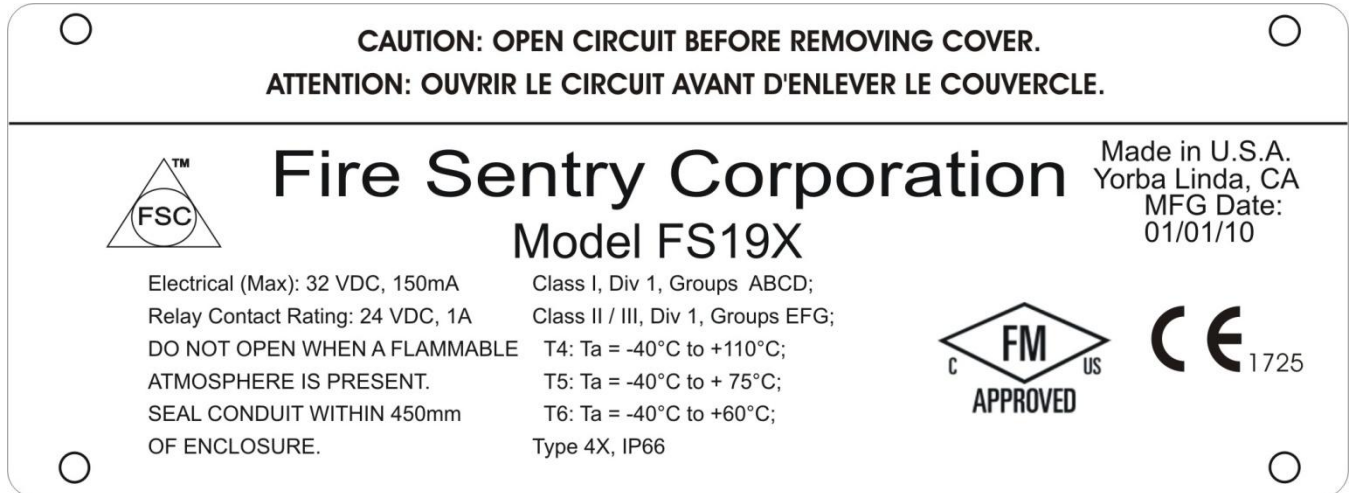 CAUTION: OPEN CIRCUIT BEFORE REMOVING COVER.
ATTENTION: OUVRIR LE CIRCUIT AVANT D'ENLEVER LE COUVERCLE.
TM
FSC
Fire Sentry Corporation
Model FS19X
Made in U.S.A.
Yorba Linda, CA
MFG Date:
01/01/10
Electrical (Max): 32 VDC, 150mA
Relay Contact Rating: 24 VDC, 1A
DO NOT OPEN WHEN A FLAMMABLE
ATMOSPHERE IS PRESENT.
SEAL CONDUIT WITHIN 450mm
OF ENCLOSURE.
Class I, Div 1, Groups ABCD;
Class II / III, Div 1, Groups EFG;
T4: Ta = -40°C to +110°C;
T5: Ta = -40°C to + 75°C;
T6: Ta = -40°C to +60°C;
Type 4X, IP66
FM
C US
APPROVED
CE 1725